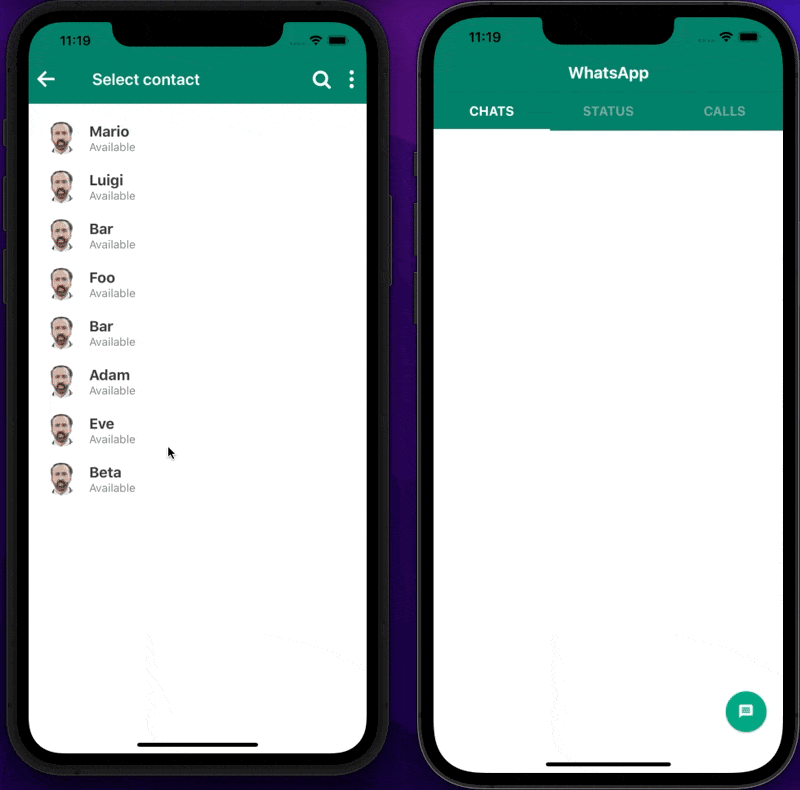 11:19
Select contact
Mario
Available
Luigi
Available
Bar
Available
Foo
Available
Bar
Available
Adam
Available
Eve
Available
Beta
Available
11:19
WhatsApp
CHATS STATUS CALLS